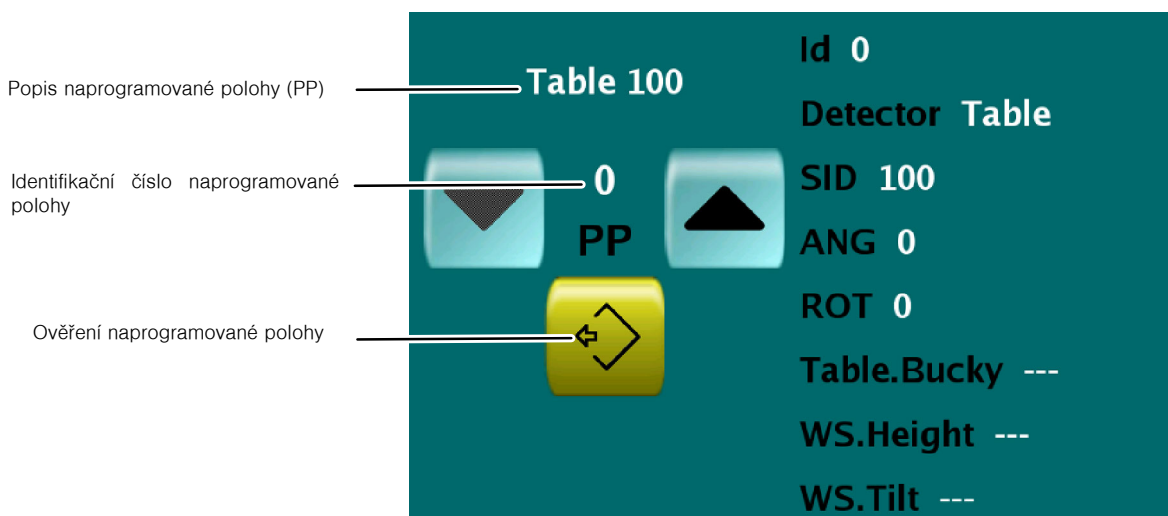 Popis naprogramované polohy (PP)
Identifikační číslo naprogramované
polohy
Ověření naprogramované polohy
Table 100
0
PP
Id 0
Detector Table
SID 100
ANG 0
ROT 0
Table.Bucky ---
WS.Height ---
WS.Tilt ---